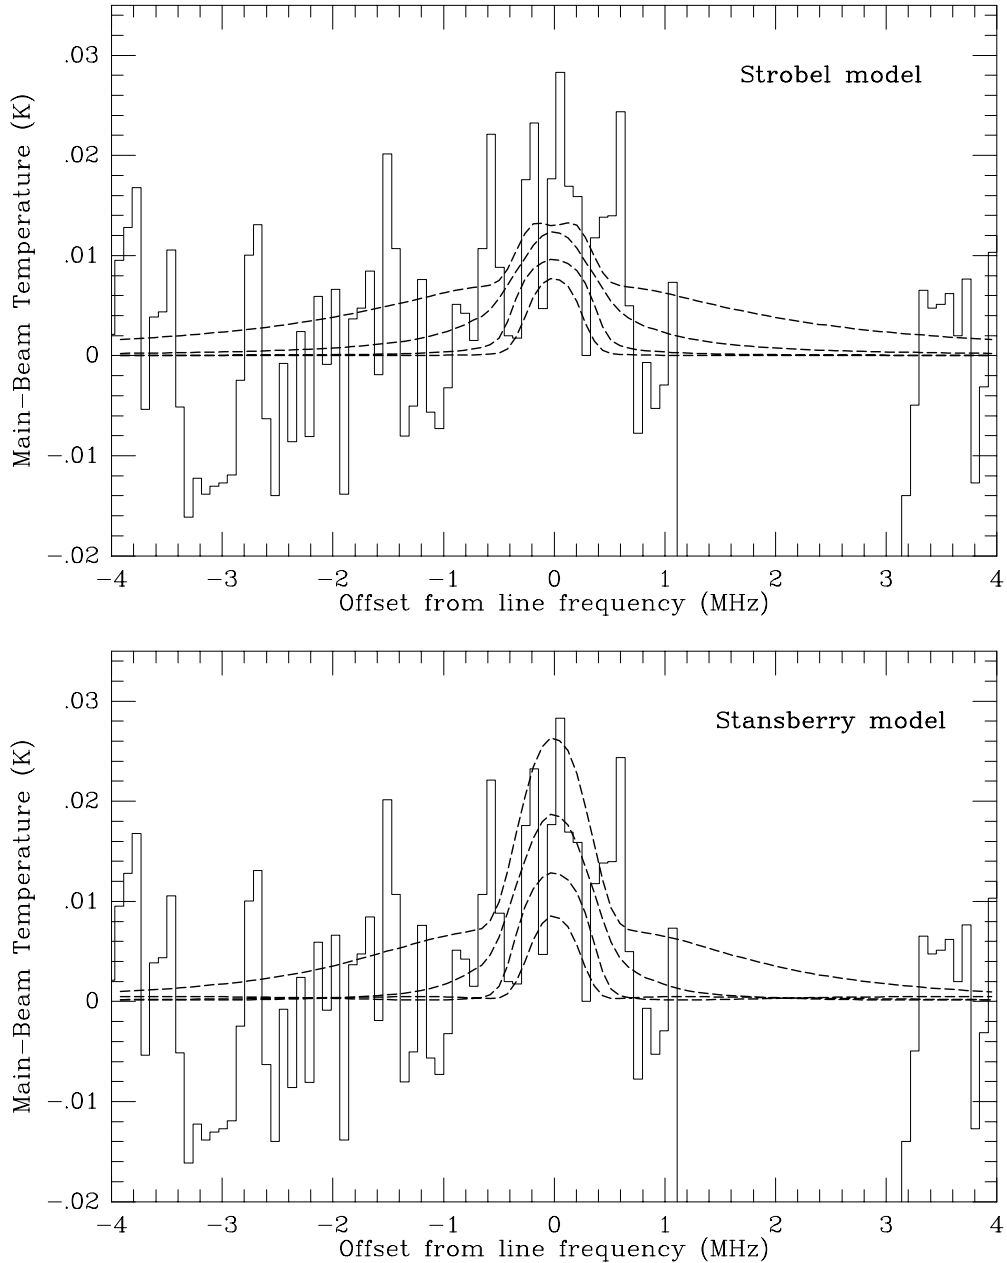 Strobel model
Main-Beam Temperature (K)
.03
.02
.01
0
-.01
-.02
-4 -3 -2 -1 0 1 2 3 4
Offset from line frequency (MHz)
Stansberry model
Main-Beam Temperature (K)
.03
.02
.01
0
-.01
-.02
-4 -3 -2 -1 0 1 2 3 4
Offset from line frequency (MHz)